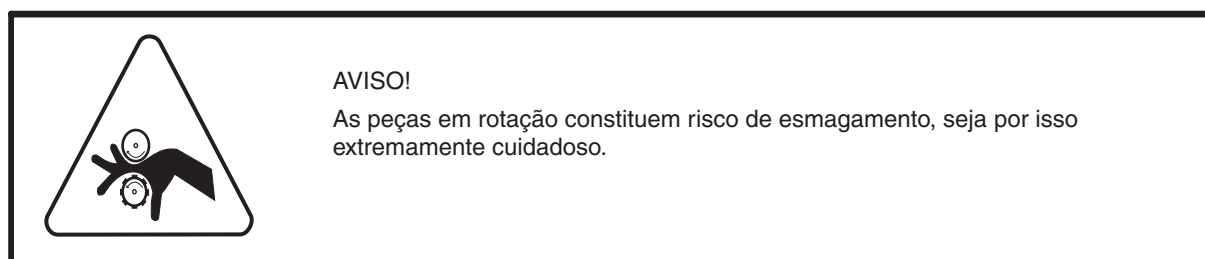 AVISO!
As peças em rotação constituem risco de esmagamento, seja por isso
extremamente cuidadoso.